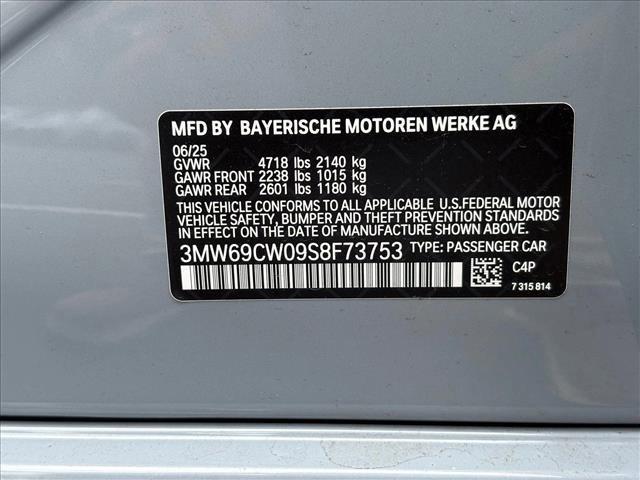 MFD BY BAYERISCHE MOTOREN WERKE AG
06/25
GVWR 4718 lbs 2140 kg
GAWR FRONT 2238 lbs 1015 kg
GAWR REAR 2601 lbs 1180 kg
THIS VEHICLE CONFORMS TO ALL APPLICABLE U.S.FEDERAL MOTOR
VEHICLE SAFETY, BUMPER AND THEFT PREVENTION STANDARDS
IN EFFECT ON THE DATE OF MANUFACTURE SHOWN ABOVE.
3MW69CW09S8F73753 TYPE: PASSENGER CAR
C4P
7 315 814